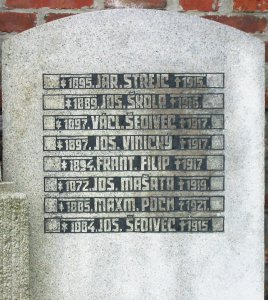 *1895. JAR. STREJC †1915.
*1889. JOS. ŠKOLA †1916.
*1897. VÁCL. ŠEDIVEC †1917.
*1897. JOS. VINICKÝ †1917
*1894. FRANT. FILIP †1917
*1872. JOS. MAŠATA †1919.
*1885. MAXM. POCH †1921.
*1884. JOS. ŠEDIVEC †1915